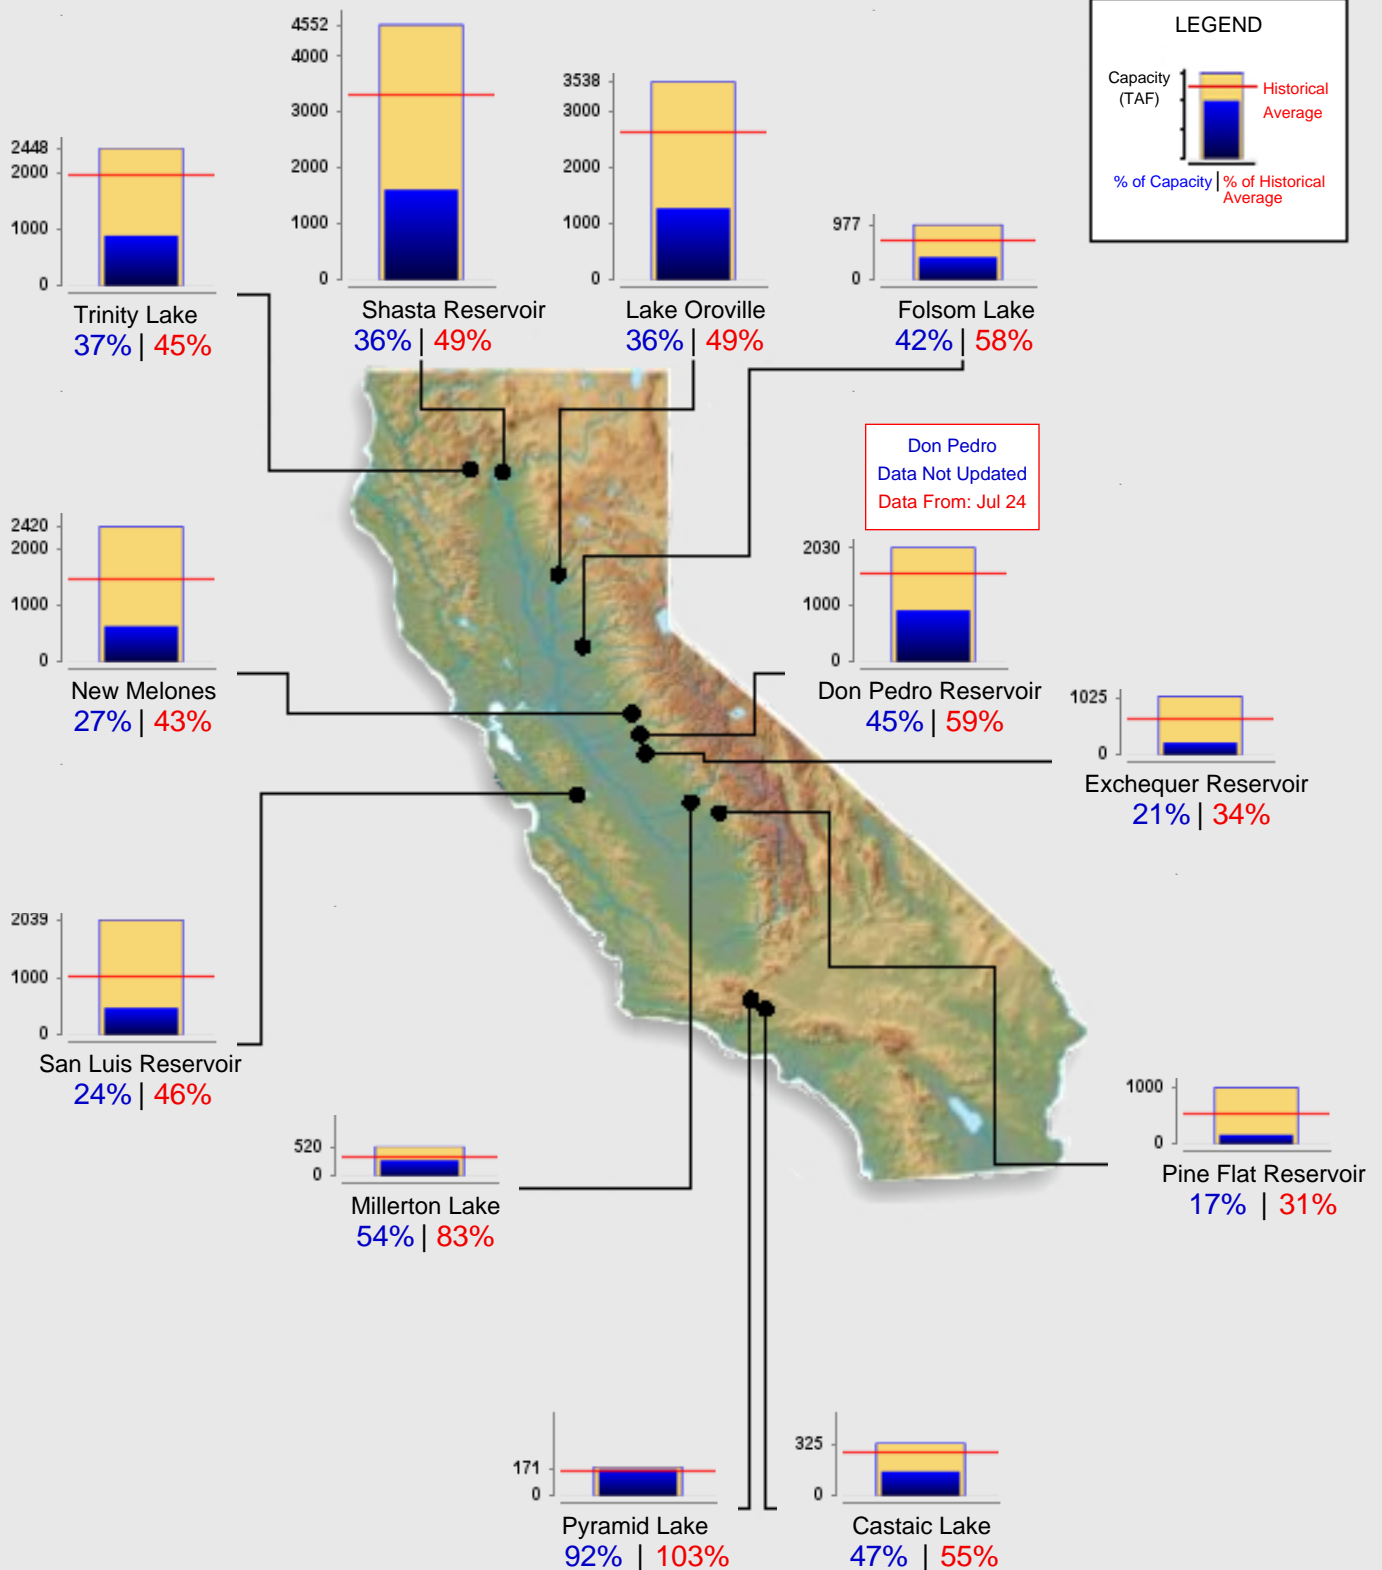 LEGEND
Capacity
(TAF)
Historical
Average
% of Capacity | % of Historical
Average
4552
4000
3000
2000
1000
0
Shasta Reservoir
36% | 49%
3538
3000
2000
1000
0
Lake Oroville
36% | 49%
2448
2000
1000
0
Trinity Lake
37% | 45%
977
0
Folsom Lake
42% | 58%
Don Pedro
Data Not Updated
Data From: Jul 24
2030
1000
0
Don Pedro Reservoir
45% | 59%
2420
2000
1000
0
New Melones
27% | 43%
1025
0
Exchequer Reservoir
21% | 34%
2039
1000
0
San Luis Reservoir
24% | 46%
520
0
Millerton Lake
54% | 83%
1000
0
Pine Flat Reservoir
17% | 31%
171
0
Pyramid Lake
92% | 103%
325
0
Castaic Lake
47% | 55%